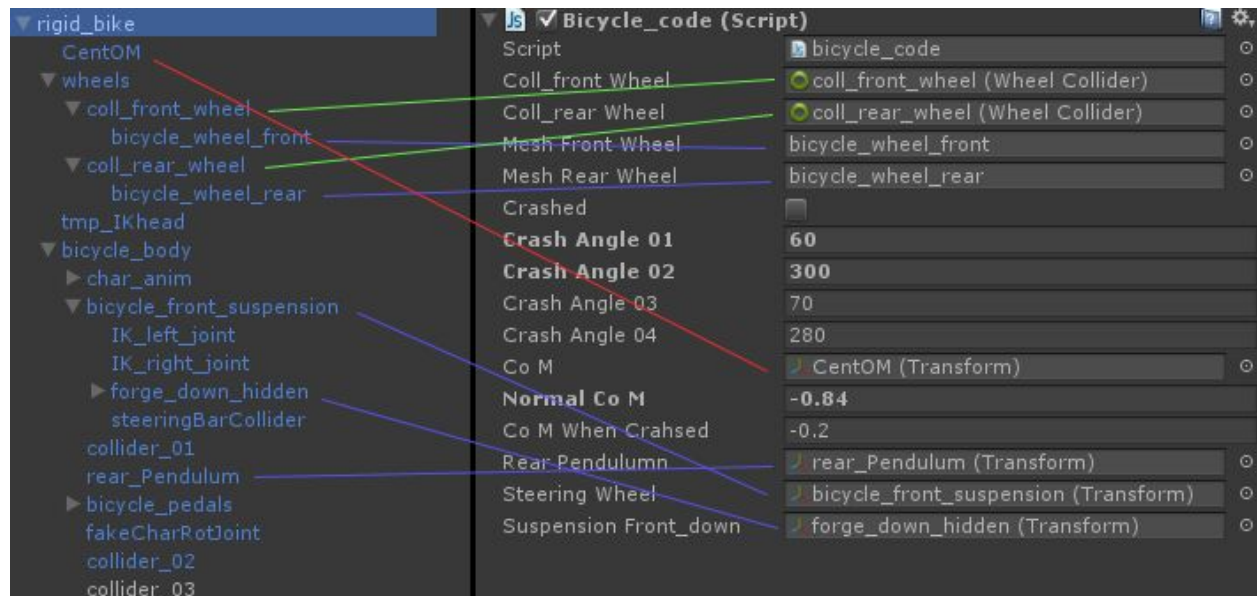 rigid_bike
CentOM
wheels
coll_front_wheel
bicycle_wheel_front
coll_rear_wheel
bicycle_wheel_rear
tmp_IKhead
bicycle_body
char_anim
bicycle_front_suspension
IK_left_joint
IK_right_joint
forge_down_hidden
steeringBarCollider
collider_01
rear_Pendulum
bicycle_pedals
fakeCharRotJoint
collider_02
collider_03
Js Bicycle_code (Script)
Script bicycle_code
Coll_front Wheel coll_front_wheel (Wheel Collider)
Coll_rear Wheel coll_rear_wheel (Wheel Collider)
Mesh Front Wheel bicycle_wheel_front
Mesh Rear Wheel bicycle_wheel_rear
Crashed
Crash Angle 01 60
Crash Angle 02 300
Crash Angle 03 70
Crash Angle 04 280
Co M CentOM (Transform)
Normal Co M -0.84
Co M When Crahsed -0.2
Rear Pendulumn rear_Pendulum (Transform)
Steering Wheel bicycle_front_suspension (Transform)
Suspension Front_down forge_down_hidden (Transform)